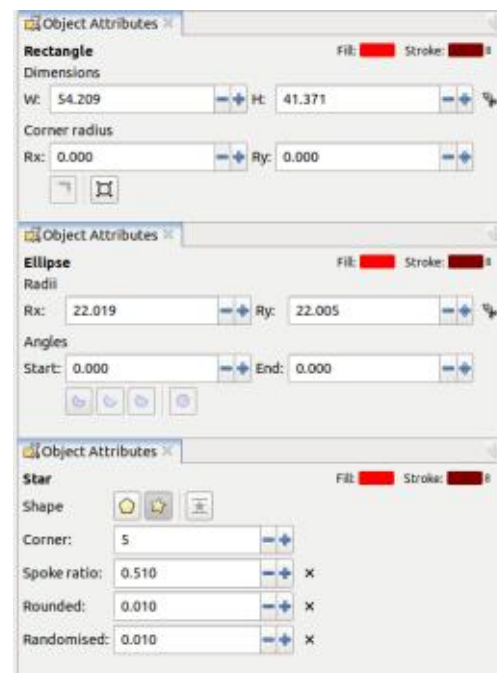 Object Attributes
Rectangle Fill: Stroke:
Dimensions
W: 54.209 H: 41.371
Corner radius
Rx: 0.000 Ry: 0.000
Object Attributes
Ellipse Fill: Stroke:
Radii
Rx: 22.019 Ry: 22.005
Angles
Start: 0.000 End: 0.000
Object Attributes
Star Fill: Stroke:
Shape
Corner: 5
Spoke ratio: 0.510
Rounded: 0.010
Randomised: 0.010